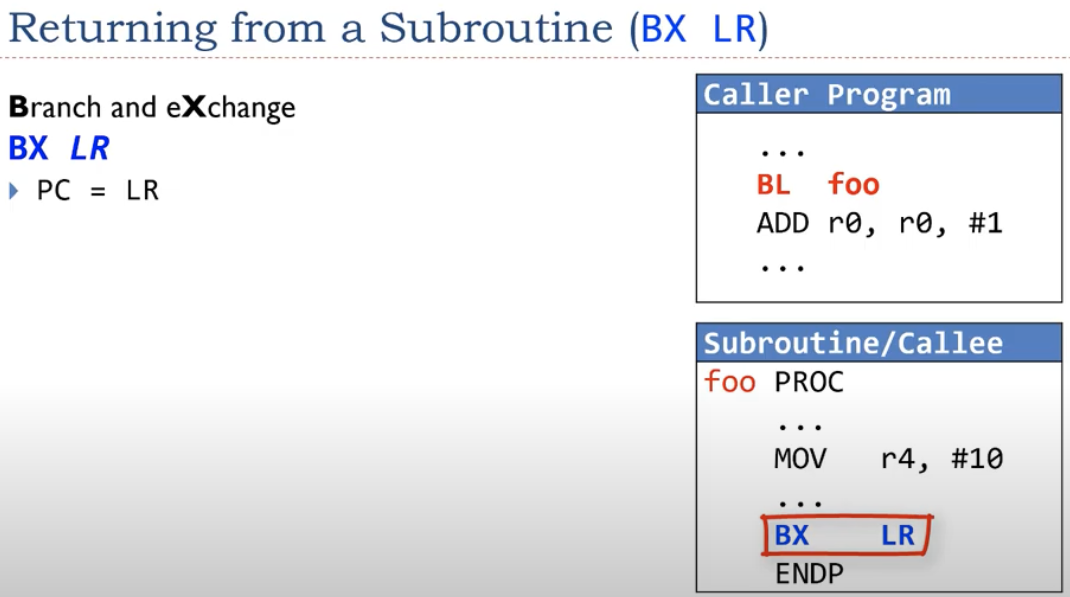 Returning from a Subroutine (BX LR)
Branch and eXchange
BX LR
PC = LR
Caller Program
...
BL foo
ADD r0, r0, #1
...
Subroutine/Callee
foo PROC
...
MOV r4, #10
...
BX LR
ENDP